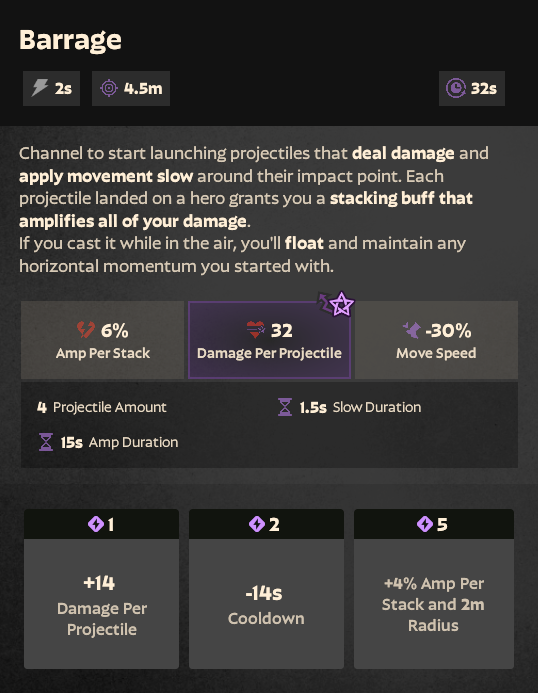 Barrage
2s 4.5m 32s
Channel to start launching projectiles that deal damage and
apply movement slow around their impact point. Each
projectile landed on a hero grants you a stacking buff that
amplifies all of your damage.
If you cast it while in the air, you'll float and maintain any
horizontal momentum you started with.
6%
Amp Per Stack
32
Damage Per Projectile
-30%
Move Speed
4 Projectile Amount
1.5s Slow Duration
15s Amp Duration
1
+14
Damage Per
Projectile
2
-14s
Cooldown
5
+4% Amp Per
Stack and 2m
Radius